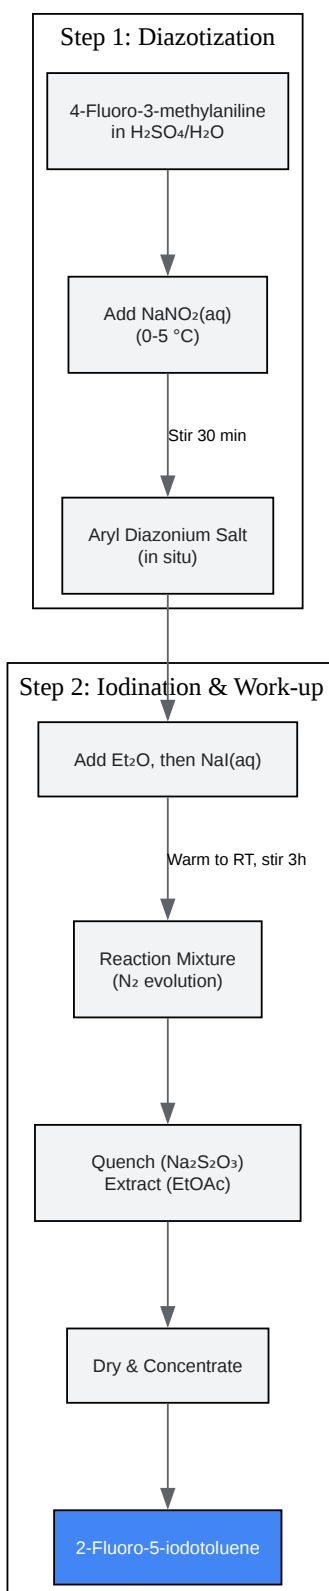 Step 1: Diazotization
4-Fluoro-3-methylaniline
in H₂SO₄/H₂O
Add NaNO₂(aq)
(0-5 °C)
Stir 30 min
Aryl Diazonium Salt
(in situ)
Step 2: Iodination & Work-up
Add Et₂O, then NaI(aq)
Warm to RT, stir 3h
Reaction Mixture
(N₂ evolution)
Quench (Na₂S₂O₃)
Extract (EtOAc)
Dry & Concentrate
2-Fluoro-5-iodotoluene